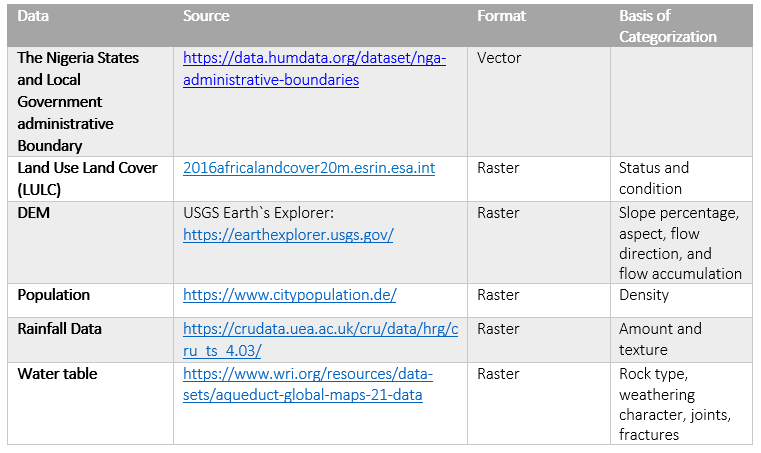 Data Source Format Basis of
Categorization
The Nigeria States https://data.humdata.org/dataset/nga- Vector
and Local administrative-boundaries
Government
administrative
Boundary
Land Use Land Cover 2016africalandcover20m.esrin.esa.int Raster Status and
(LULC) condition
DEM USGS Earth`s Explorer: Raster Slope percentage,
https://earthexplorer.usgs.gov/ aspect, flow
direction, and
flow accumulation
Population https://www.citypopulation.de/ Raster Density
Rainfall Data https://crudata.uea.ac.uk/cru/data/hrg/c Raster Amount and
ru_ts_4.03/ texture
Water table https://www.wri.org/resources/data- Raster Rock type,
sets/aqueduct-global-maps-21-data weathering
character, joints,
fractures